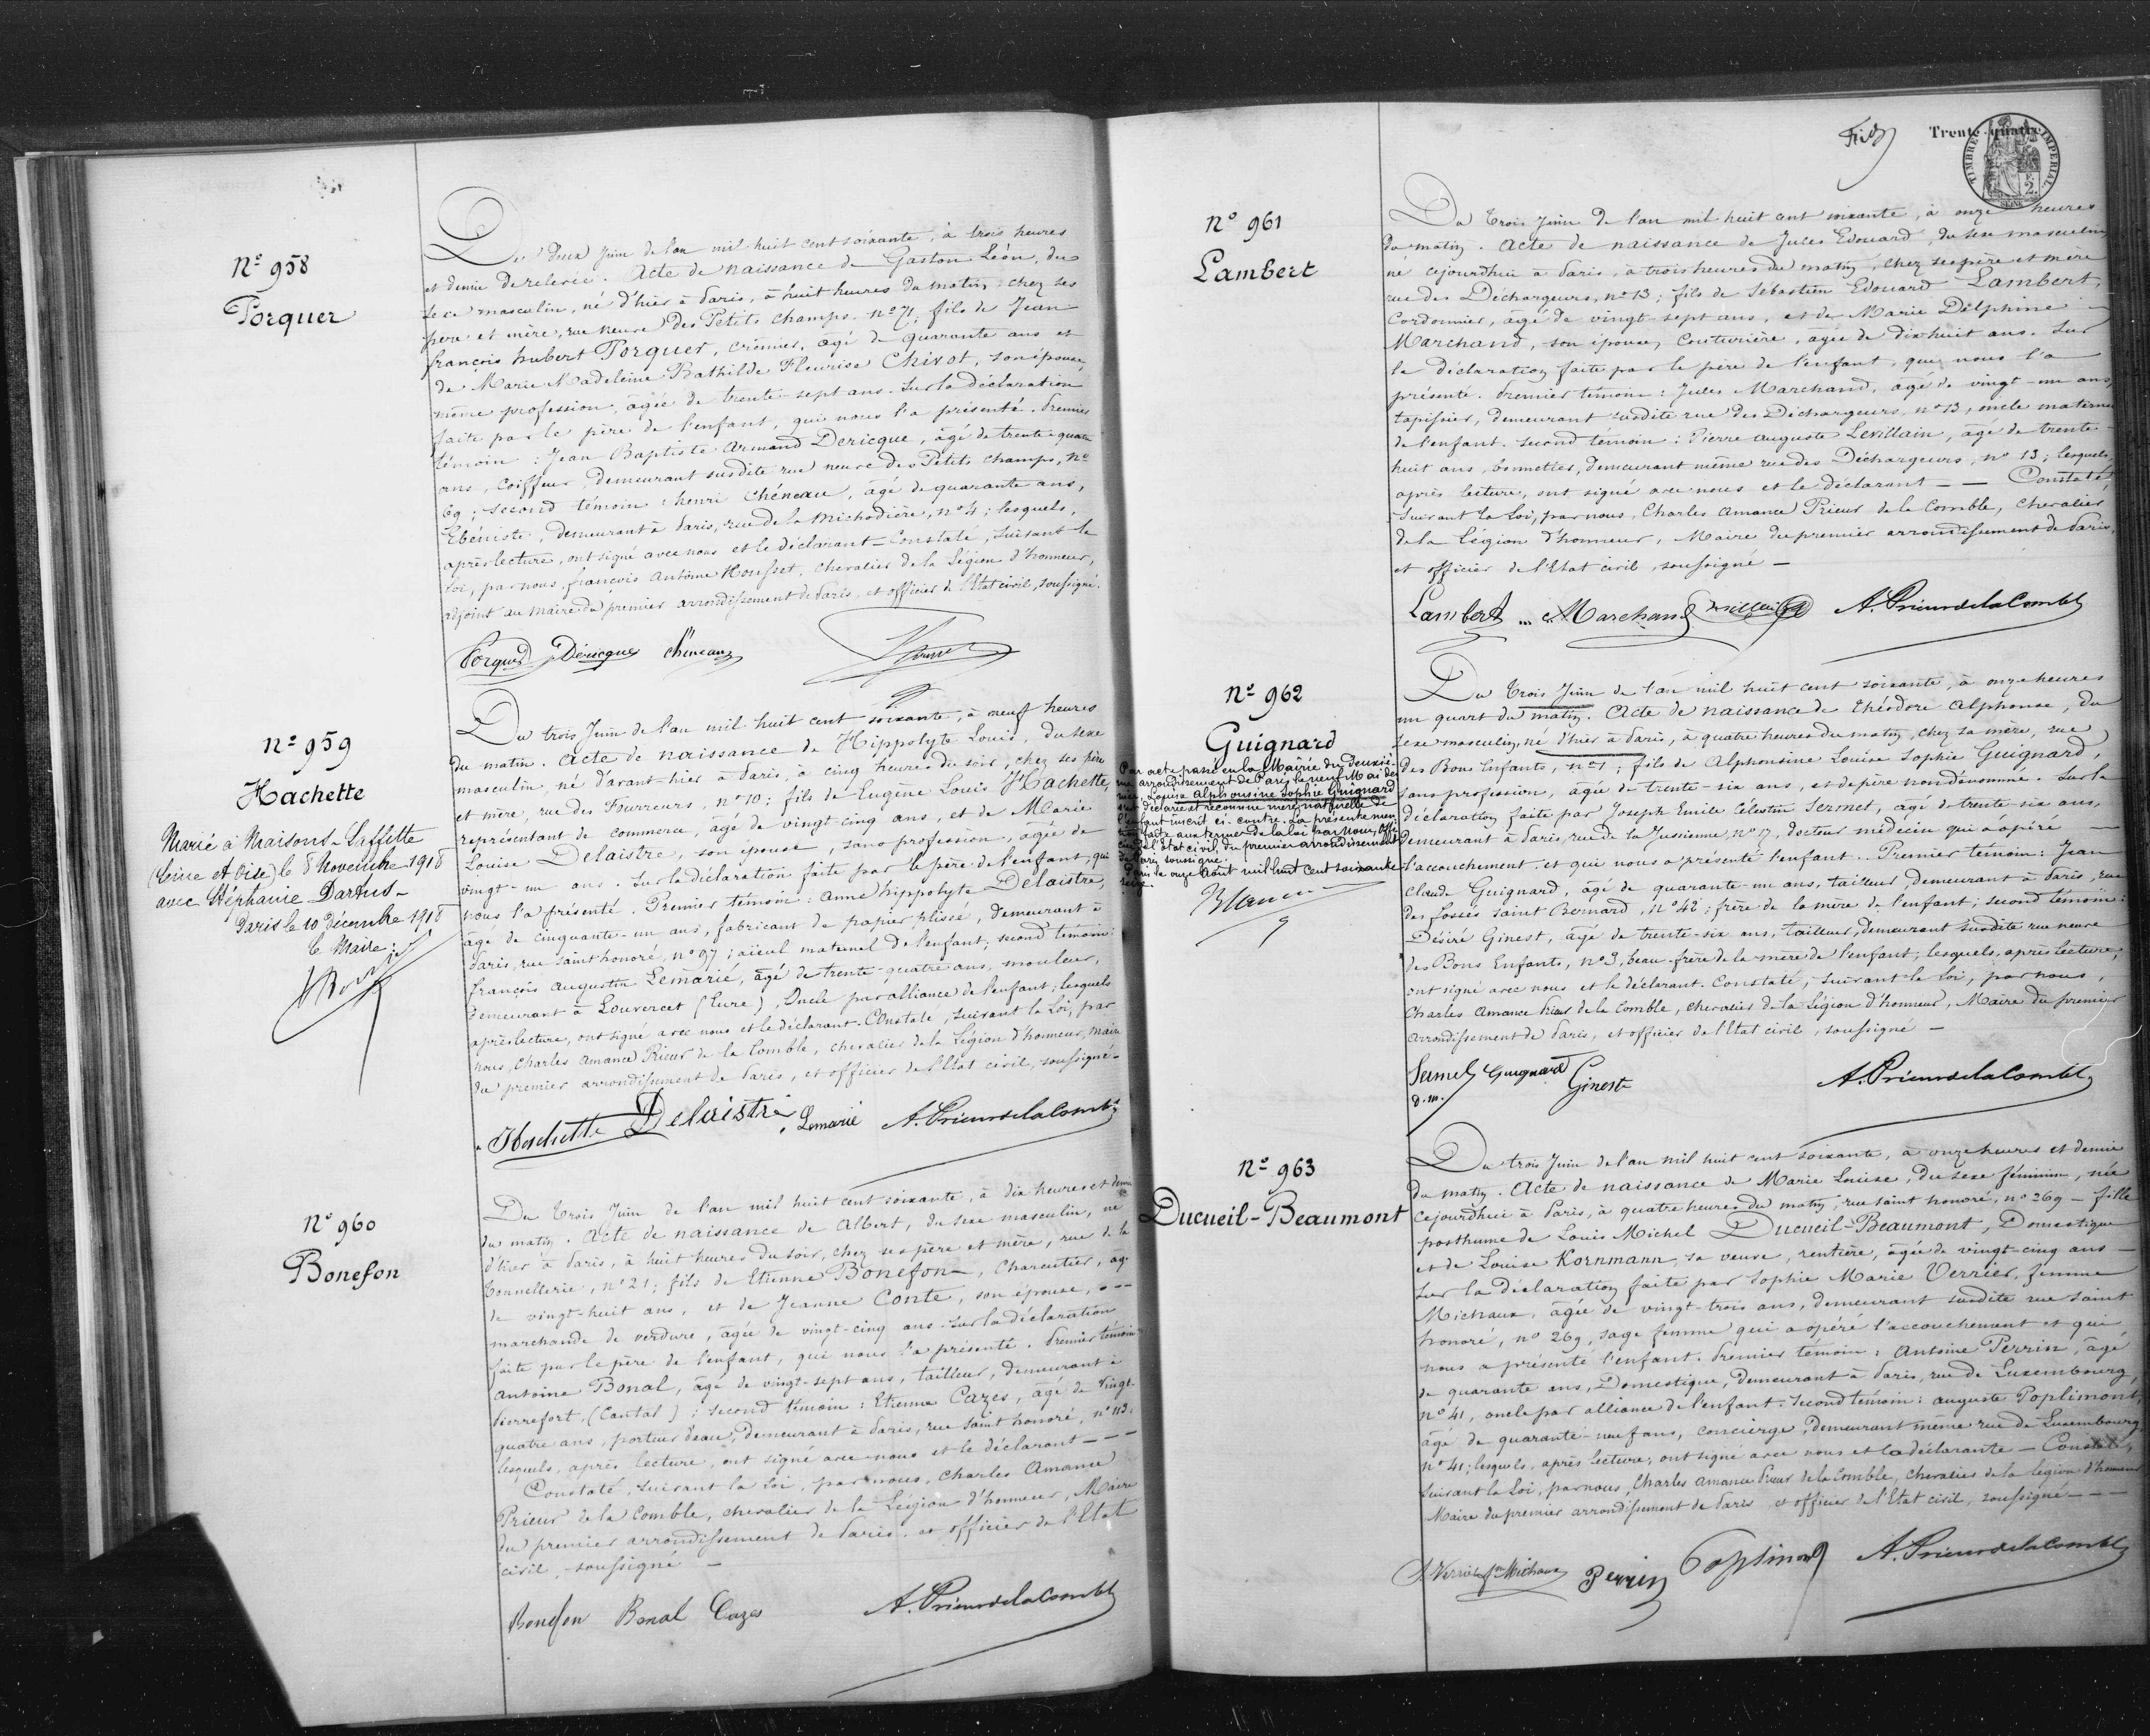 N° 958
Porquer
Du deux Juin de l'an mil huit cent soixante, à trois heures
et demie de relevée. Acte de naissance de Gaston Léon, du
sexe masculin, né d'hier à Paris, à huit heures du matin, chez ses
père et mère, rue neuve des Petits champs n° 71; fils de Jean
françois hubert Porquer, crêmier, agé de quarante ans et
de Marie Madeleine Bathilde Fleurise Chivot, son épouse,
même profession, agée de trente-sept ans. Sur la déclaration
faite par le père de l'enfant, qui nous l'a présenté. Premier
témoin: Jean Baptiste Armand Dericque, âgé de trente-quatre
ans, Coiffeur, demeurant susdite rue neuve des Petits champs, n°
69; second témoin: henri Chéneau, âgé de quarante ans,
Ebéniste, demeurant à Paris, rue de la Michodière, n° 4; lesquels,
après lecture, ont signé avec nous et le déclarant - Constaté, suivant la
loi, par nous, françois Antoine Housset, chevalier de la Légion d'honneur,
adjoint au maire du premier arrondissement de Paris, et officier de l'Etat civil, soussigné.
Porquer Déricque Chéneau
N° 959
Hachette
Marié à Maisons-Laffitte
(Seine et Oise) le 8 Novembre 1918
avec Stéphanie Dartus-
Paris le 10 Décembre 1918
Le Maire:
Du trois Juin de l'an mil huit cent soixante, à neuf heures
du matin. Acte de naissance de Hippolyte Louis, du sexe
masculin, né d'avant-hier à Paris, à cinq heures du soir, chez ses père
et mère, rue des Fourreurs, n° 10; fils de Eugène Louis Hachette,
représentant de commerce, âgé de vingt-cinq ans, et de Marie
Louise Delaistre, son épouse, sans profession, agée de
vingt-un ans. Sur la déclaration faite par le père de l'enfant, qui
nous l'a présenté. Premier témoin: Anne hippolyte Delaistre,
âgé de cinquante-un ans, fabricant de papier plissé, demeurant à
Paris, rue saint honoré, n° 97, aïeul maternel de l'enfant; second témoin:
françois Augustin Lemarié, âgé de trente-quatre ans, mouleur,
demeurant à Louvercet (Eure), Oncle par alliance de l'enfant; lesquels
après lecture, ont signé avec nous et le déclarant. Constaté, suivant la Loi, par
nous, Charles Amance Prieur de la Comble, chevalier de la Légion d'honneur, Maire
du premier arrondissement de Paris, et officier de l'Etat civil, soussigné-
Hachette Delaistre Lemarié A. Prieur de la Comble
N° 960
Bonefon
Du trois Juin de l'an mil huit cent soixante, à dix heures et demie
du matin. Acte de naissance de Albert, du sexe masculin, né
d'hier à Paris, à huit heures du soir, chez ses père et mère, rue de la
Tonnellerie, n° 21; fils de Etienne Bonefon, Charcutier, âgé
de vingt-huit ans, et de Jeanne Conte, son épouse, - - -
marchande de verdure, âgée de vingt-cinq ans. Sur la déclaration
faite par le père de l'enfant, qui nous l'a présenté. Premier témoin:
Antoine Bonal, âgé de vingt-sept ans, tailleur, demeurant à
Pierrefort (Cantal); second témoin: Etienne Cazes, âgé de vingt-
quatre ans, porteur d'eau, demeurant à Paris, rue saint honoré, n° 113;
lesquels, après lecture, ont signé avec nous et le déclarant - - -
Constaté, suivant la Loi, par nous, Charles Amance
Prieur de la Comble, chevalier de la Légion d'honneur, Maire
du premier arrondissement de Paris, et officier de l'Etat
civil, soussigné -
Bonefon Bonal Cazes A. Prieur de la Comble
Trente-quatre
TIMBRE IMPERIAL
N° 961
Lambert
Du trois Juin de l'an mil huit cent soixante, à onze heures
du matin. Acte de naissance de Jules Edouard, du sexe masculin,
né cejourd'hui à Paris, à trois heures du matin, chez ses père et mère
rue des Déchargeurs, n° 13; fils de Sébastien Edouard Lambert,
Cordonnier, âgé de vingt-sept ans, et de Marie Delphine
Marchand, son épouse, Couturière, agée de dix huit ans. Sur
la déclaration faite par le père de l'enfant, qui nous l'a
présenté. Premier témoin: Jules Marchand, agé de vingt-un ans,
tapissier, demeurant susdite rue des Déchargeurs, n° 13, oncle maternel
de l'enfant. Second témoin: Pierre Auguste Levillain, âgé de trente-
huit ans, bonnetier, demeurant même rue des Déchargeurs, n° 13; lesquels,
après lecture, ont signé avec nous et le déclarant - - Constaté,
suivant la Loi, par nous, Charles Amance Prieur de la Comble, Chevalier
de la Légion d'honneur, Maire du premier arrondissement de Paris,
et officier de l'Etat civil, soussigné -
Lambert Marchand A. Prieur de la Comble
N° 962
Guignard
Par acte passé en la Mairie du Deuxiè-
me arrondissement de Paris, le neuf Mai der-
nier, Louise Alphonsine Sophie Guignard
s'est déclarée et reconnue mère naturelle de
l'enfant inscrit ci-contre. La présente men-
tion faite aux termes de la loi par Nous, offi-
cier de l'état civil du premier arrondissement
de Paris soussigné.
Paris, le onze Août mil huit cent soixante
seize.
Du trois Juin de l'an mil huit cent soixante, à onze heures
un quart du matin. Acte de naissance de théodore Alphonse, du
sexe masculin, né d'hier à Paris, à quatre heures du matin, chez sa mère, rue
des Bons Enfants, n° 1; fils de Alphonsine Louise Sophie Guignard,
sans profession, agée de trente-six ans, et de père non dénommé. Sur la
déclaration faite par Joseph Emile Célestin Sermet, agé de trente-six ans,
demeurant à Paris, rue de la Jussienne n° 17, docteur médecin qui a opéré
l'accouchement et qui nous a présenté l'enfant. Premier témoin: Jean
Claude Guignard, âgé de quarante-un ans, tailleur, demeurant à Paris, rue
des fossés Saint Bernard, n° 42, frère de la mère de l'enfant; second témoin:
Désiré Ginest, âgé de trente-six ans, tailleur, demeurant susdite rue neuve
des Bons Enfants, n° 3, beau-frère de la mère de l'enfant; lesquels, après lecture,
ont signé avec nous et le déclarant. Constaté, suivant la Loi, par nous,
Charles Amance Prieur de la Comble, chevalier de la Légion d'honneur, Maire du premier
arrondissement de Paris, et officier de l'Etat civil, soussigné -
Sermet Guignard Ginest A. Prieur de la Comble
d.m.
N° 963
Ducueil-Beaumont
Du trois Juin de l'an mil huit cent soixante, à onze heures et demie
du matin. Acte de naissance de Marie Louise, du sexe féminin, née
cejourd'hui à Paris, à quatre heures du matin, rue saint honoré, n° 269 - fille
posthume de Louis Michel Ducueil-Beaumont, Domestique
et de Louise Kornmann, sa veuve, rentière, âgée de vingt-cinq ans -
Sur la déclaration faite par Sophie Marie Verrier, femme
Michaux, agée de vingt-trois ans, demeurant susdite rue saint
honoré, n° 269, sage femme qui a opéré l'accouchement et qui
nous a présenté l'enfant. Premier témoin: Antoine Perrin, âgé
de quarante ans, Domestique, demeurant à Paris, rue de Luxembourg,
n° 41, oncle par alliance de l'enfant. Second témoin: Auguste Poplimont,
âgé de quarante-neuf ans, concierge, demeurant même rue de Luxembourg
n° 41; lesquels, après lecture, ont signé avec nous et la déclarante - Constaté,
suivant la Loi, par nous, Charles Amance Prieur de la Comble, chevalier de la légion d'honneur
Maire du premier arrondissement de Paris, et officier de l'Etat civil, soussigné - - -
S Verrier fe Michaux Perrin Poplimont A. Prieur de la Comble